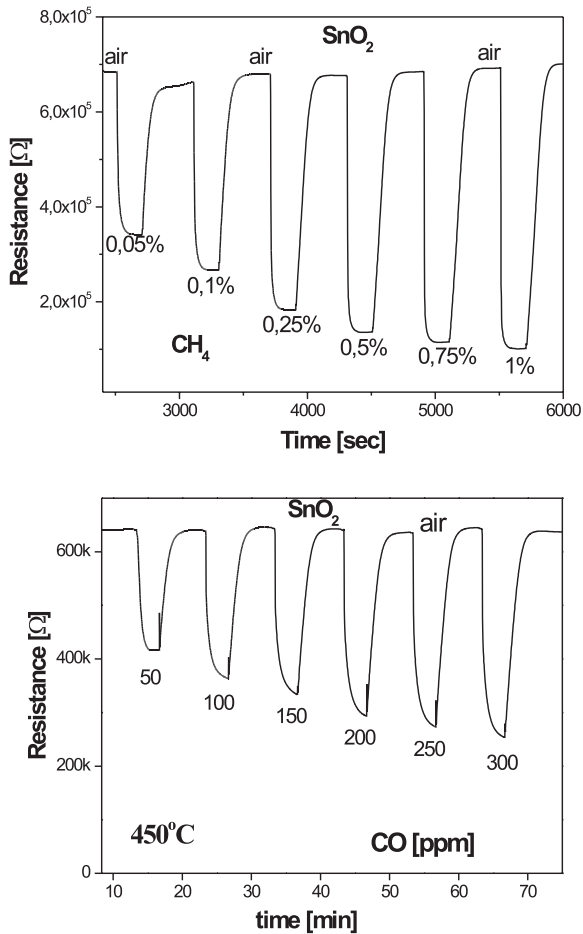 8,0x10⁵
SnO₂
air air air
6,0x10⁵
Resistance [Ω]
4,0x10⁵
0,05%
0,1%
2,0x10⁵
0,25%
0,5%
0,75%
1%
CH₄
3000 4000 5000 6000
Time [sec]
SnO₂
air
600k
Resistance [Ω]
400k
50
100
150
200
250
300
200k
450°C
CO [ppm]
0
10 20 30 40 50 60 70
time [min]